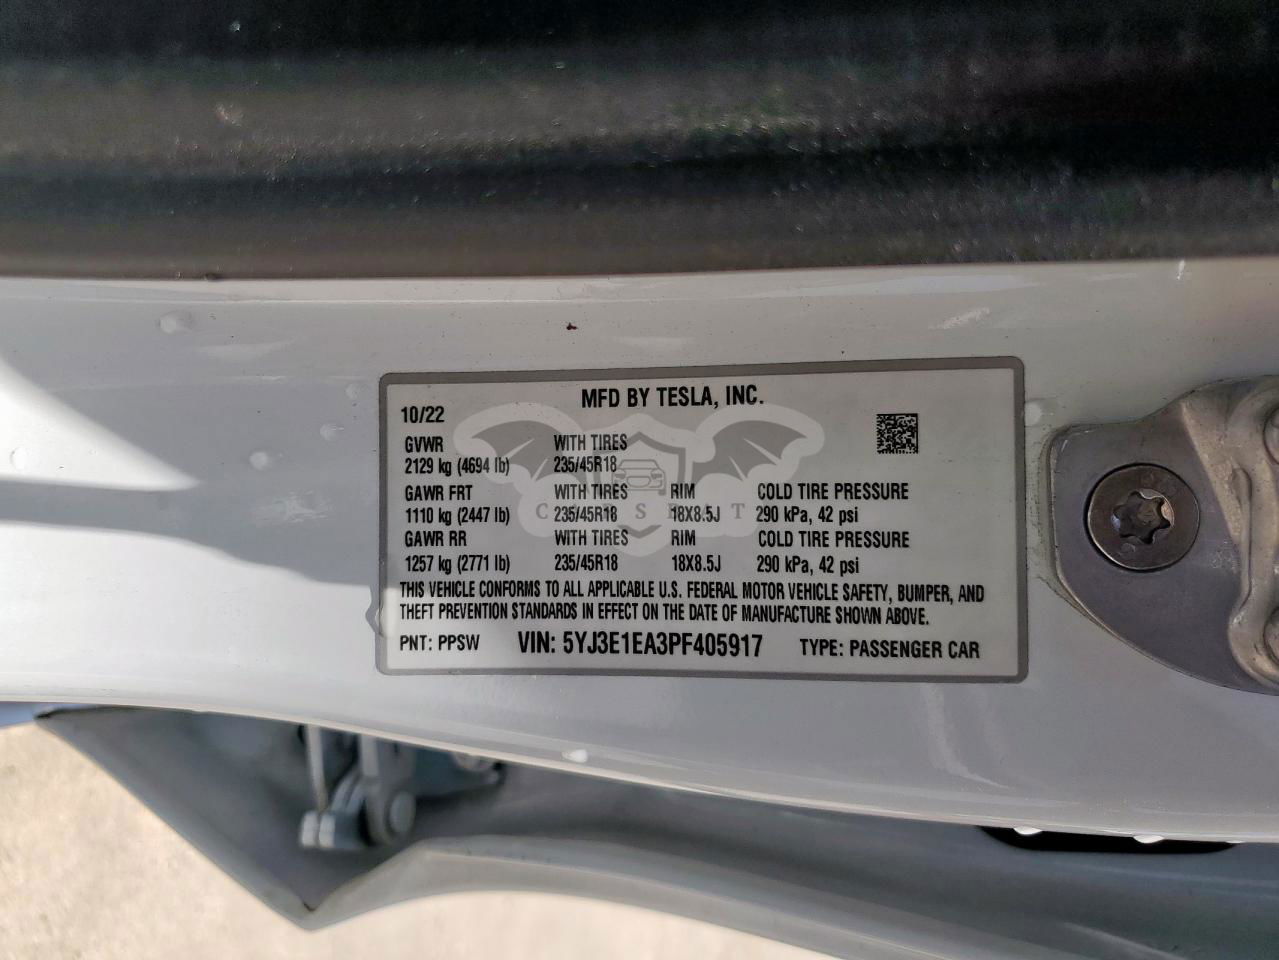 MFD BY TESLA, INC.
10/22
GVWR WITH TIRES
2129 kg (4694 lb) 235/45R18
GAWR FRT WITH TIRES RIM COLD TIRE PRESSURE
1110 kg (2447 lb) 235/45R18 18X8.5J 290 kPa, 42 psi
GAWR RR WITH TIRES RIM COLD TIRE PRESSURE
1257 kg (2771 lb) 235/45R18 18X8.5J 290 kPa, 42 psi
THIS VEHICLE CONFORMS TO ALL APPLICABLE U.S. FEDERAL MOTOR VEHICLE SAFETY, BUMPER, AND
THEFT PREVENTION STANDARDS IN EFFECT ON THE DATE OF MANUFACTURE SHOWN ABOVE.
PNT: PPSW VIN: 5YJ3E1EA3PF405917 TYPE: PASSENGER CAR